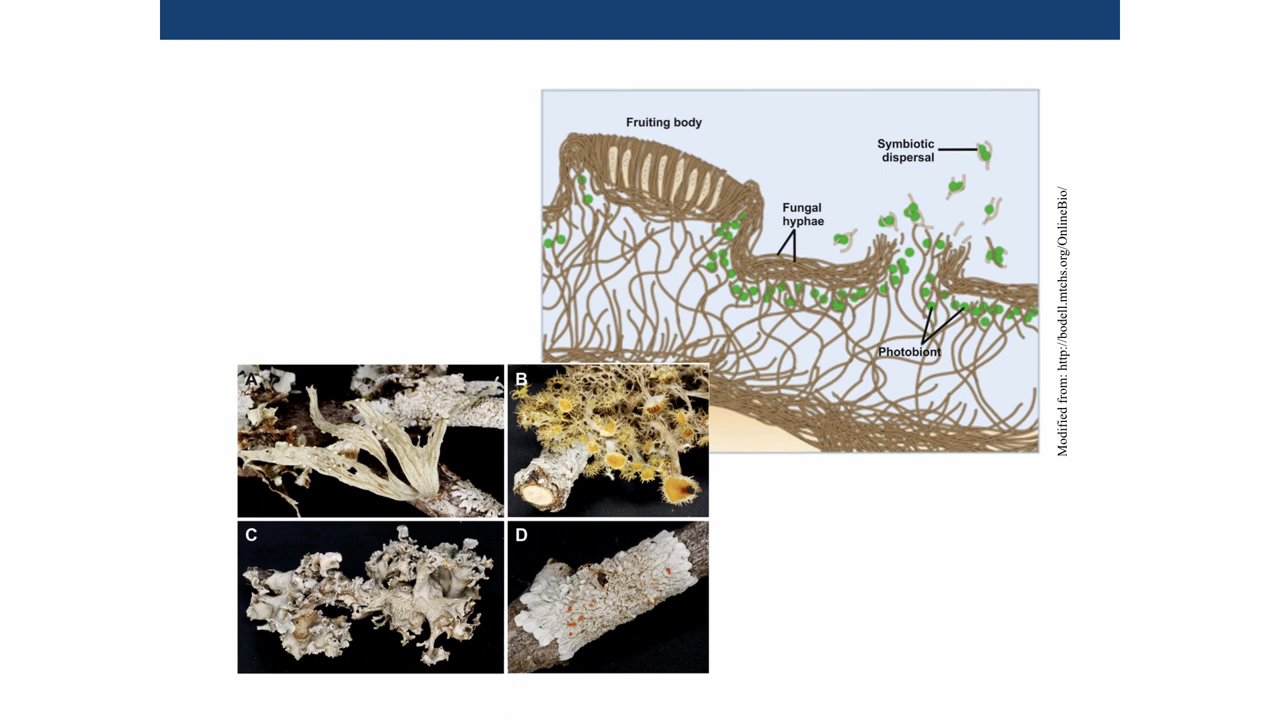 Fruiting body
Symbiotic
dispersal
Fungal
hyphae
Photobiont
Modified from: http://bodell.mtchs.org/OnlineBio/
A
B
C
D